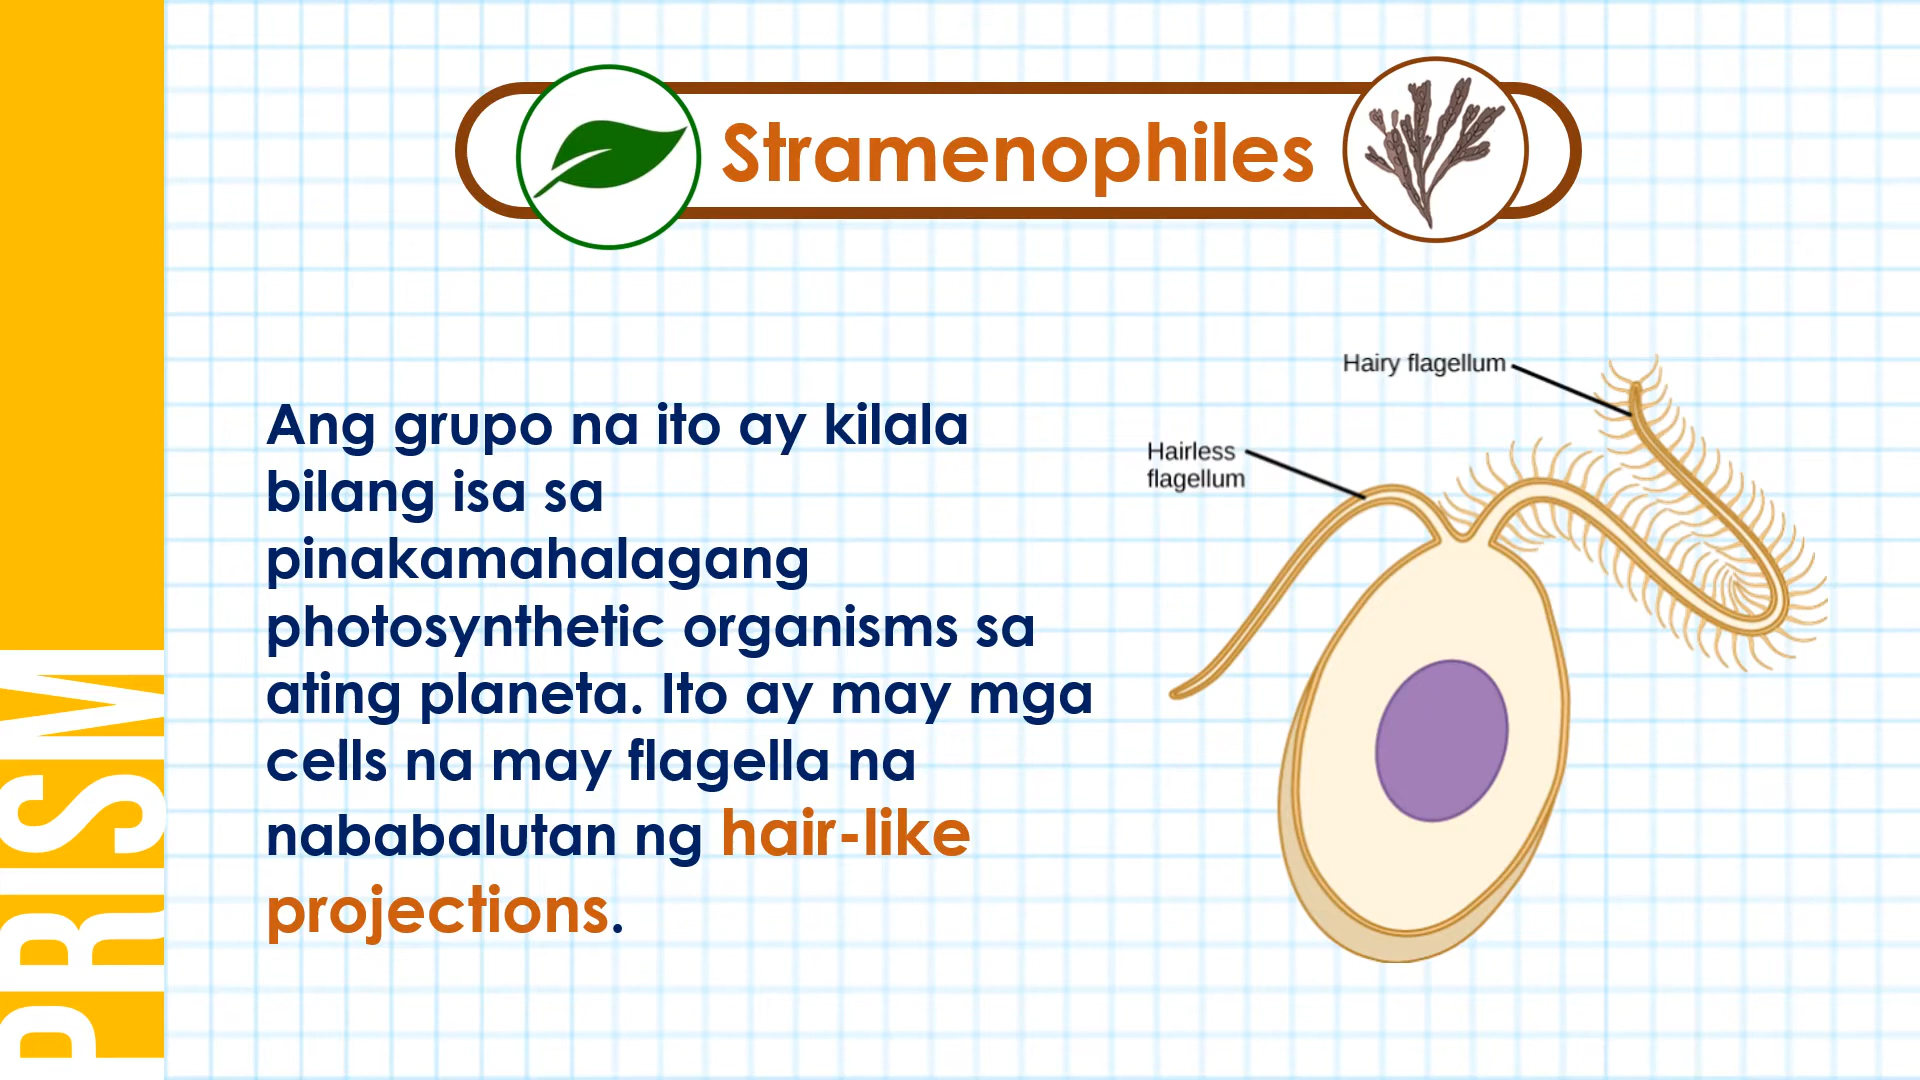 Stramenophiles
Ang grupo na ito ay kilala
bilang isa sa
pinakamahalagang
photosynthetic organisms sa
ating planeta. Ito ay may mga
cells na may flagella na
nababalutan ng hair-like
projections.
Hairy flagellum
Hairless
flagellum
PRISM